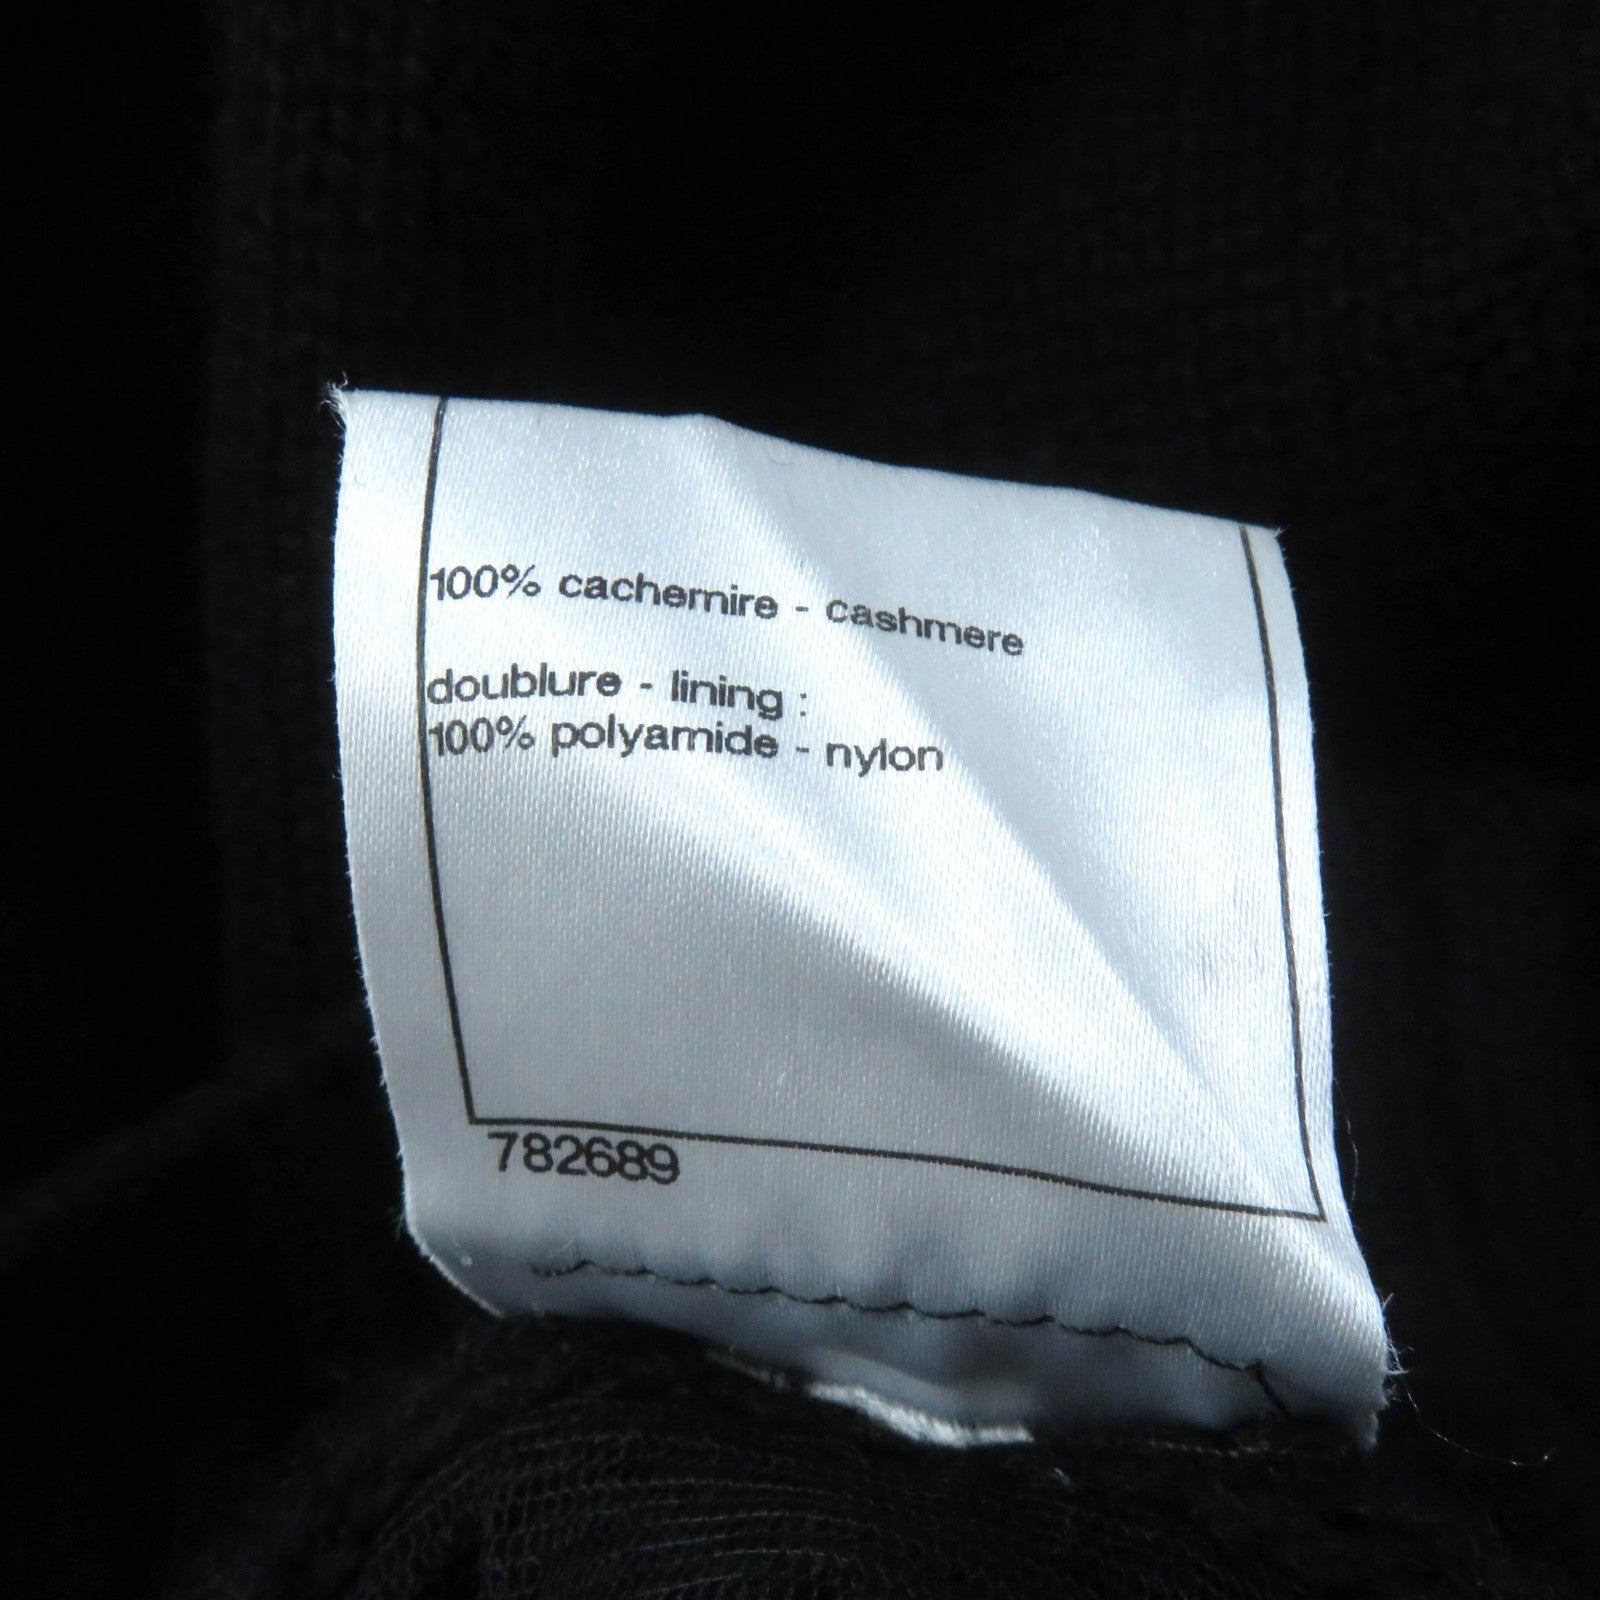 100% cachemire - cashmere
doublure - lining :
100% polyamide - nylon
782689